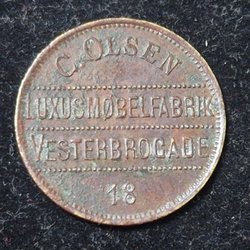 C. OLSEN
LUXUSMØBELFABRIK
VESTERBROGADE
18